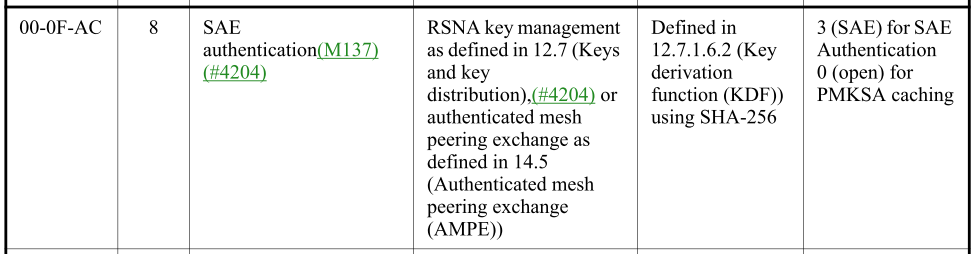 00-0F-AC
8
SAE
authentication(M137)
(#4204)
RSNA key management
as defined in 12.7 (Keys
and key
distribution),(#4204) or
authenticated mesh
peering exchange as
defined in 14.5
(Authenticated mesh
peering exchange
(AMPE))
Defined in
12.7.1.6.2 (Key
derivation
function (KDF))
using SHA-256
3 (SAE) for SAE
Authentication
0 (open) for
PMKSA caching